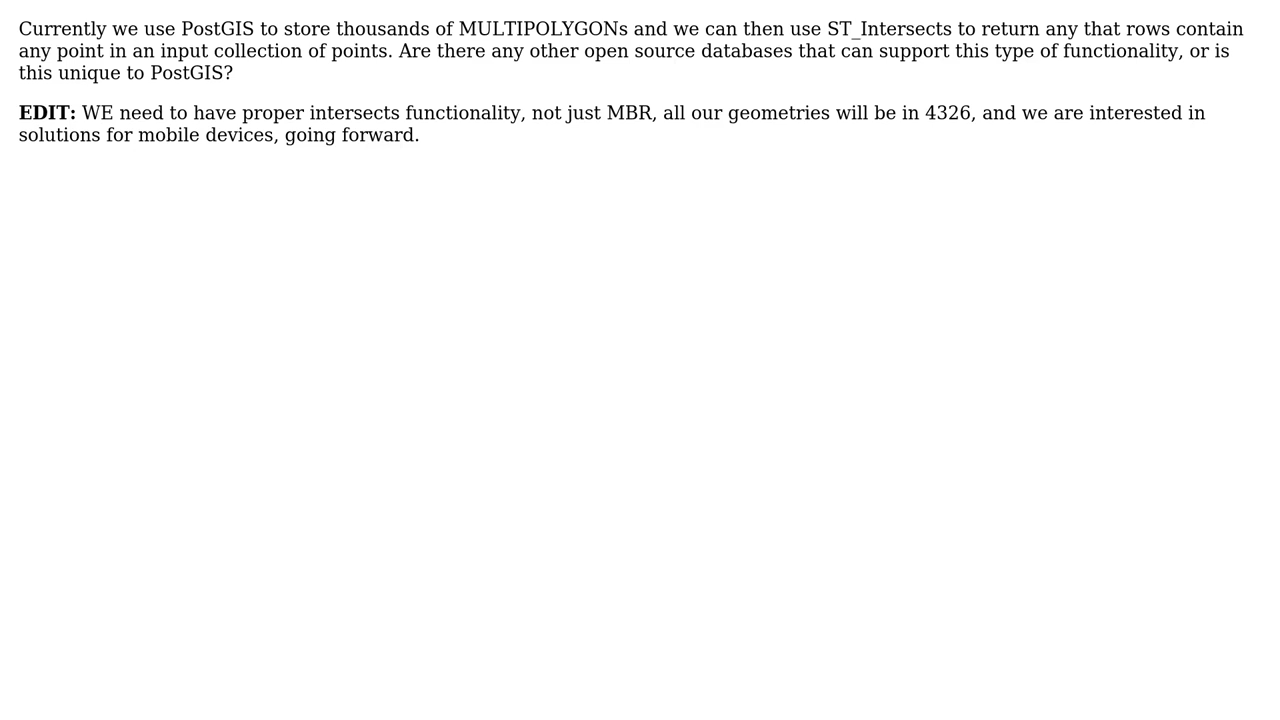 Currently we use PostGIS to store thousands of MULTIPOLYGONs and we can then use ST_Intersects to return any that rows contain
any point in an input collection of points. Are there any other open source databases that can support this type of functionality, or is
this unique to PostGIS?
EDIT: WE need to have proper intersects functionality, not just MBR, all our geometries will be in 4326, and we are interested in
solutions for mobile devices, going forward.